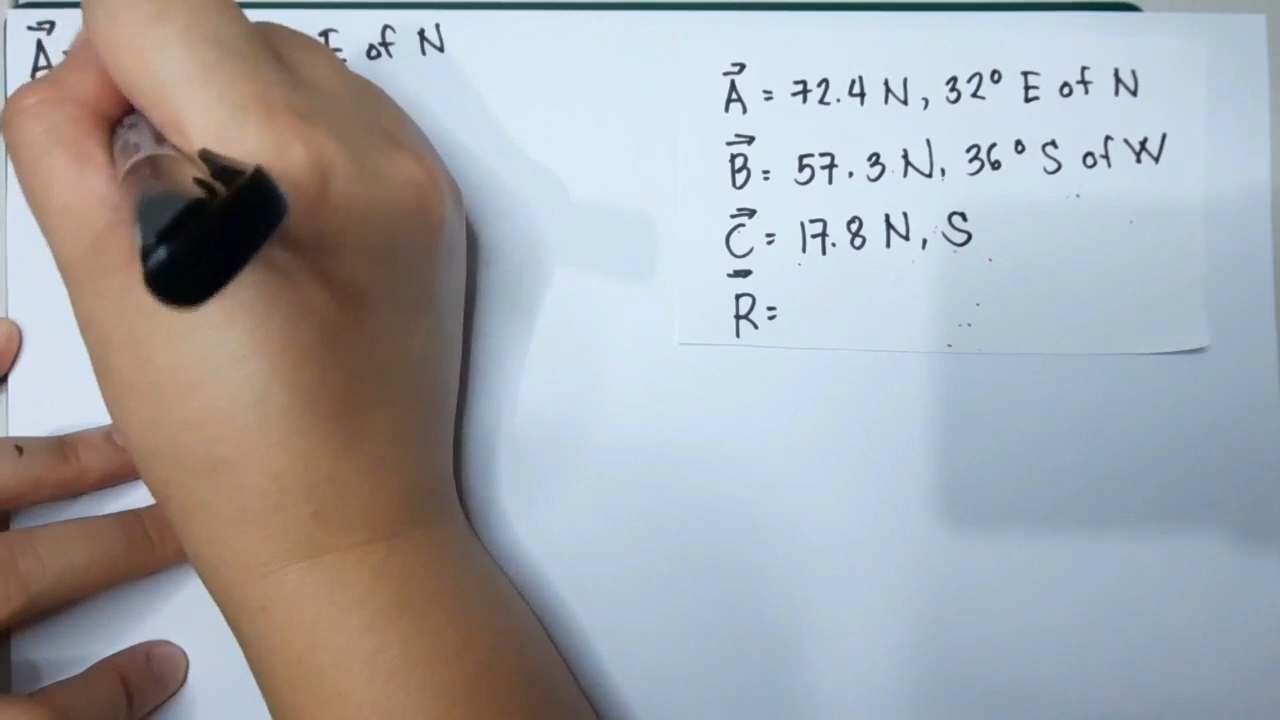 A E of N
A = 72.4 N, 32° E of N
B = 57.3 N, 36° S of W
C = 17.8 N, S
R =